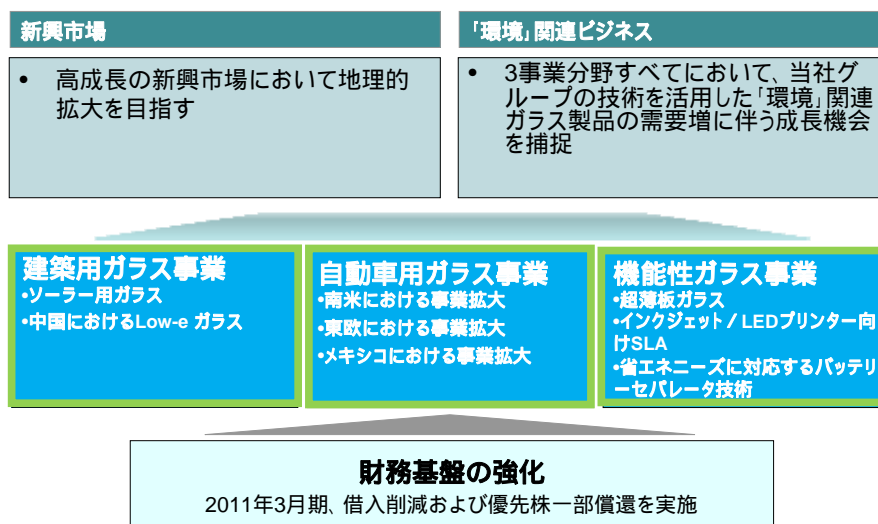 新興市場
• 高成長の新興市場において地理的
拡大を目指す
「環境」関連ビジネス
• 3事業分野すべてにおいて、当社グ
ループの技術を活用した「環境」関連
ガラス製品の需要増に伴う成長機会
を捕捉
建築用ガラス事業
•ソーラー用ガラス
•中国におけるLow-e ガラス
自動車用ガラス事業
•南米における事業拡大
•東欧における事業拡大
•メキシコにおける事業拡大
機能性ガラス事業
•超薄板ガラス
•インクジェット / LEDプリンター向
けSLA
•省エネニーズに対応するバッテリ
ーセパレータ技術
財務基盤の強化
2011年3月期、借入削減および優先株一部償還を実施